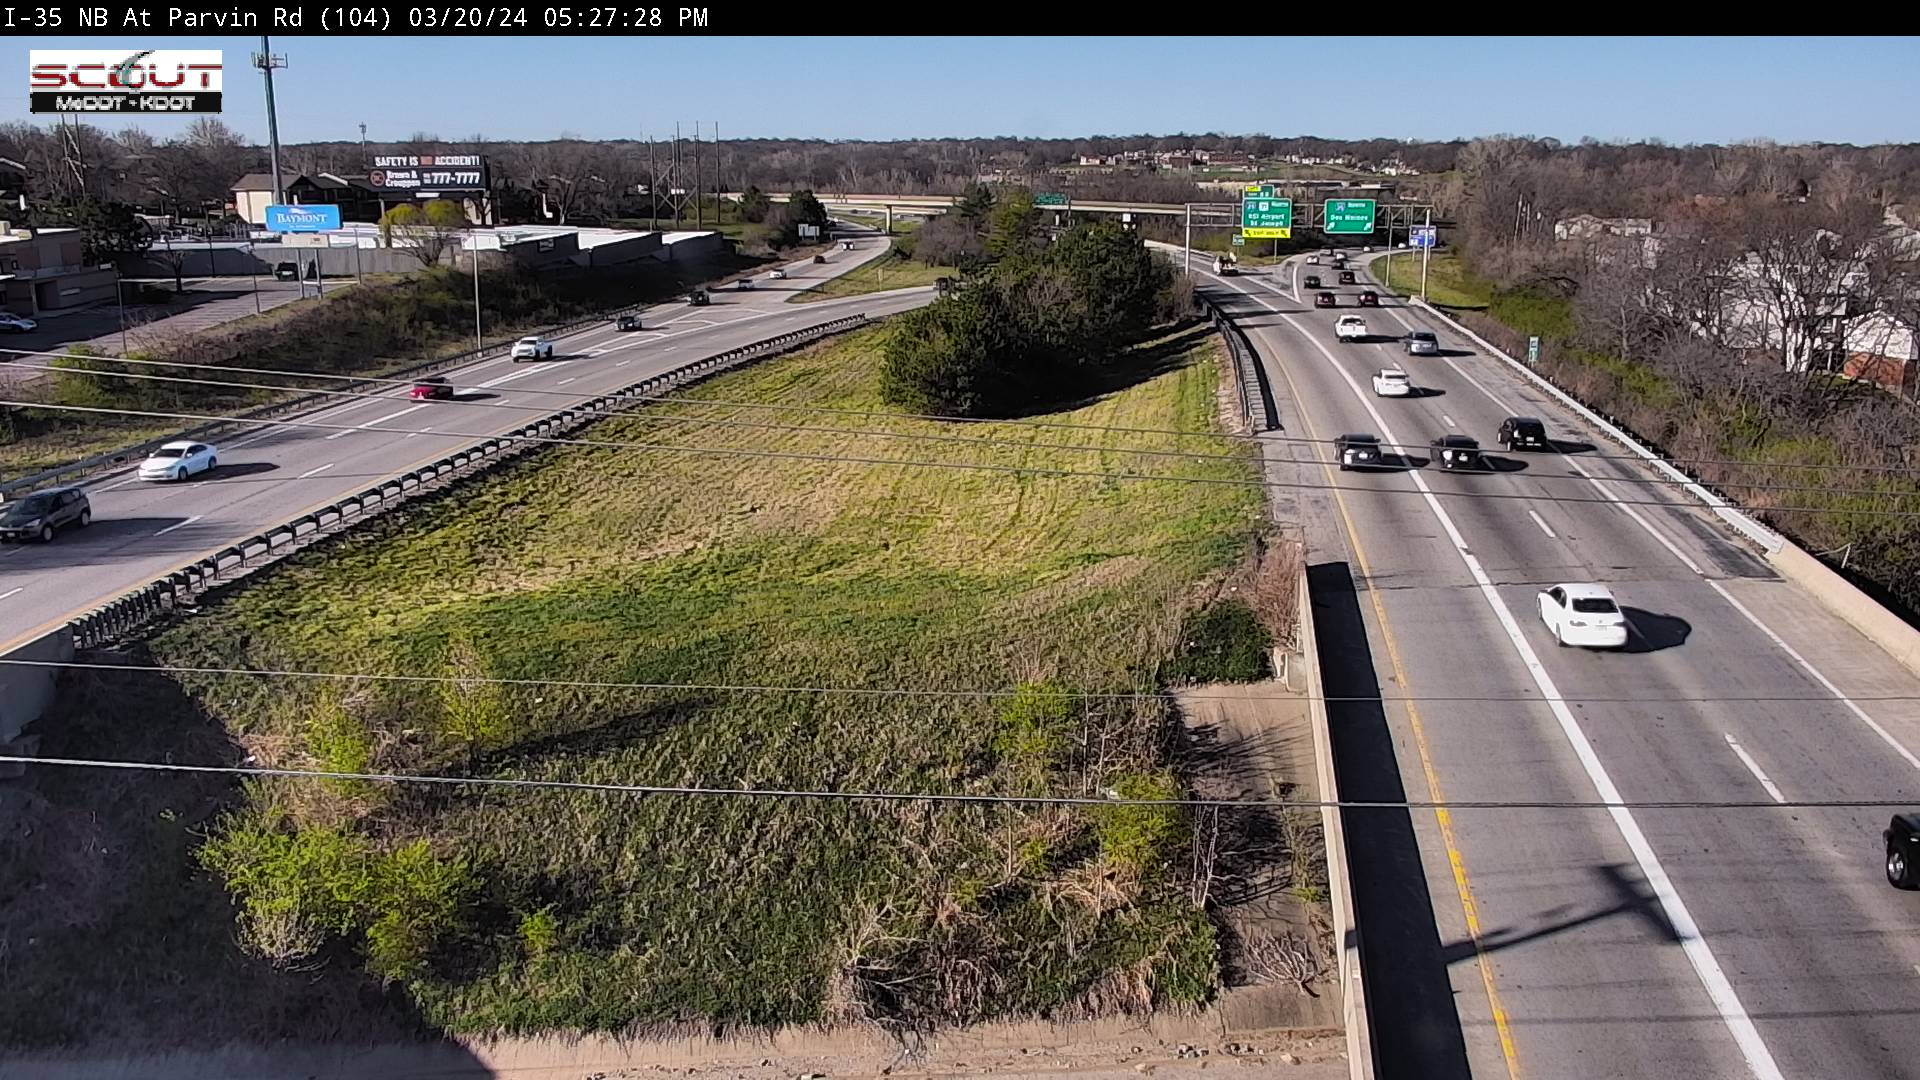 I-35 NB At Parvin Rd (104) 03/20/24 05:27:28 PM
SCOUT
MoDOT - KDOT
SAFETY IS NO ACCIDENT!
Brown &
Crouppen
777-7777
BAYMONT
KCI Airport
St Joseph
Des Moines